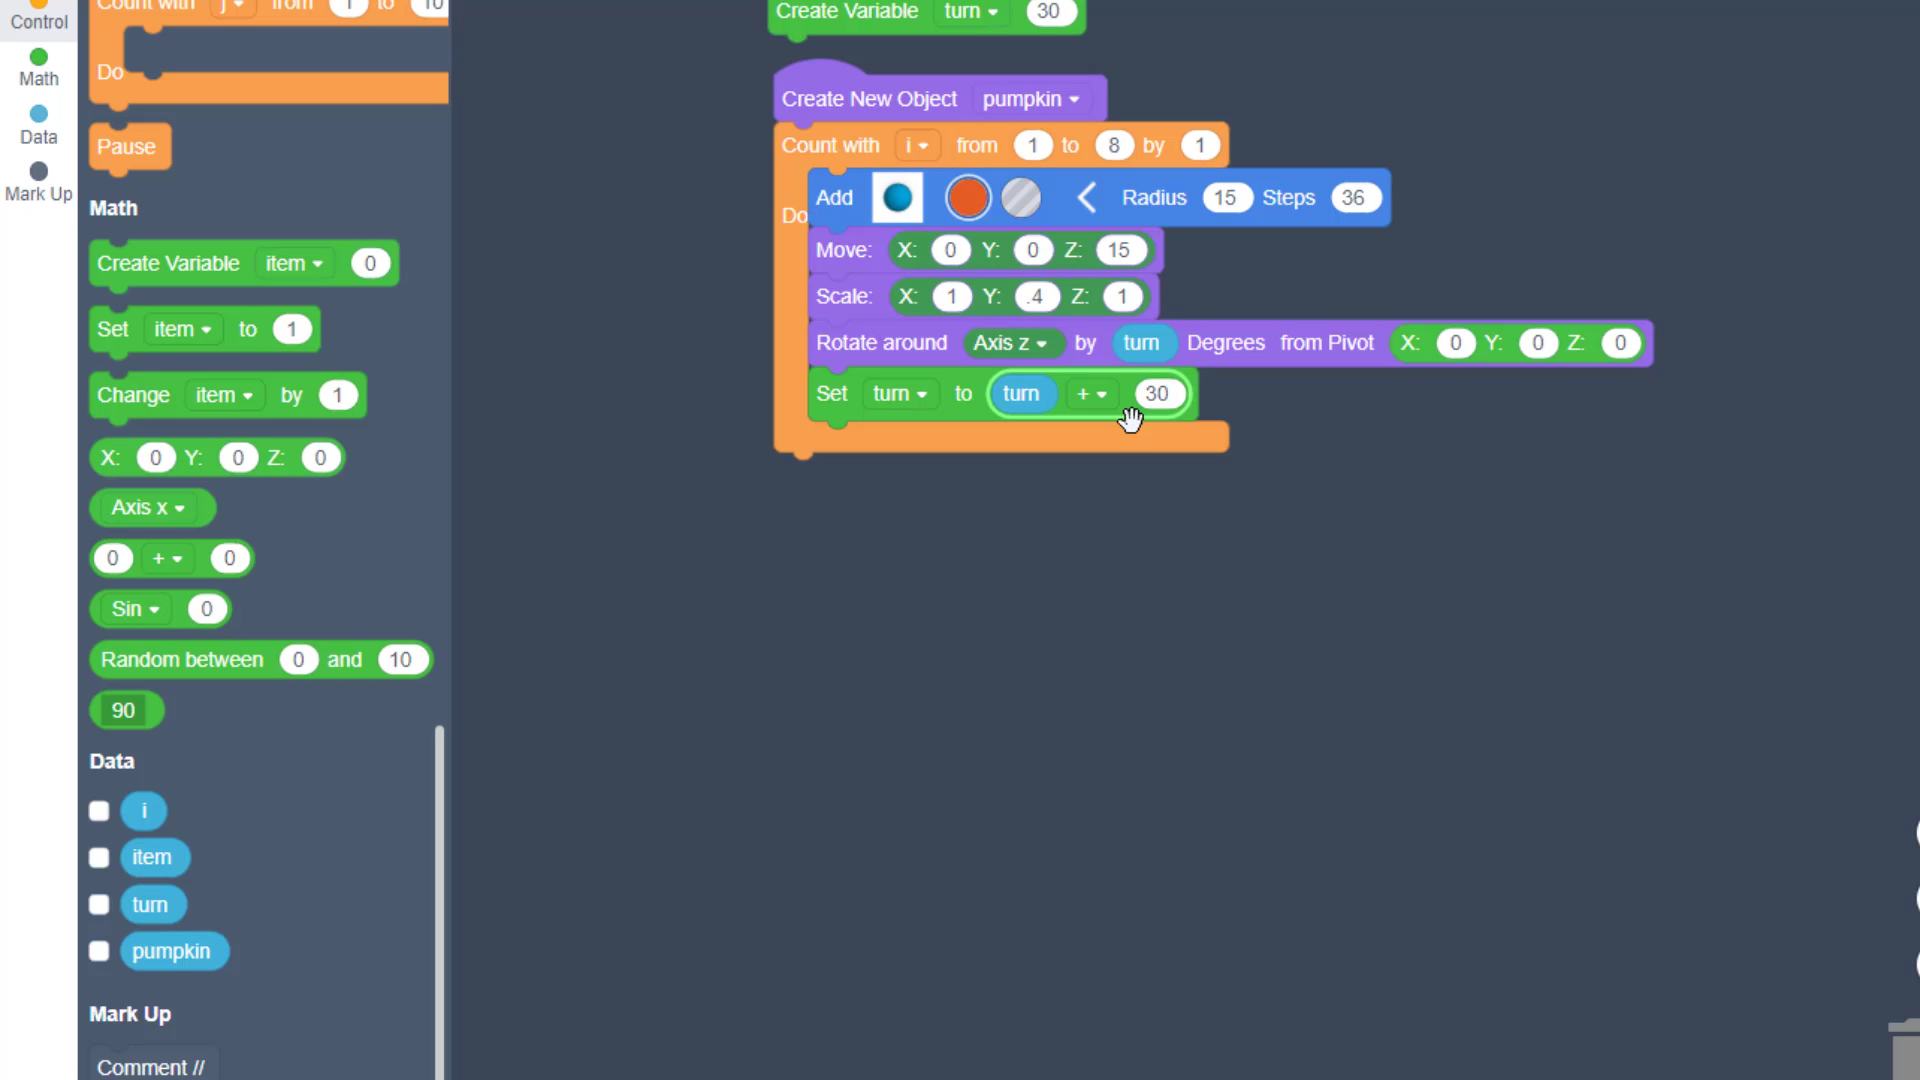 Control
Math
Data
Mark Up
Count with j from 1 to 10
Do
Pause
Math
Create Variable item 0
Set item to 1
Change item by 1
X: 0 Y: 0 Z: 0
Axis x
0 + 0
Sin 0
Random between 0 and 10
90
Data
i
item
turn
pumpkin
Mark Up
Comment //
Create Variable turn 30
Create New Object pumpkin
Count with i from 1 to 8 by 1
Do
Add Radius 15 Steps 36
Move: X: 0 Y: 0 Z: 15
Scale: X: 1 Y: .4 Z: 1
Rotate around Axis z by turn Degrees from Pivot X: 0 Y: 0 Z: 0
Set turn to turn + 30